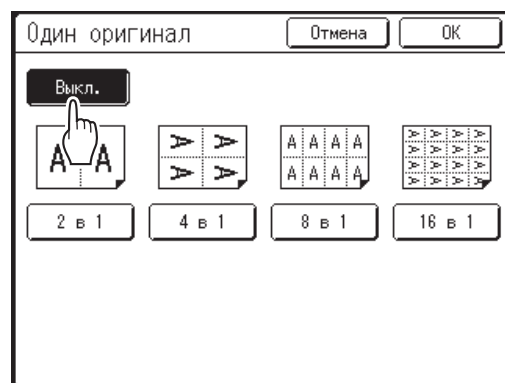 Один оригинал Отмена OK
Выкл.
A A A A A A A A A A
A A A A A A
A A A A A A A A
A A A A
2 в 1 4 в 1 8 в 1 16 в 1